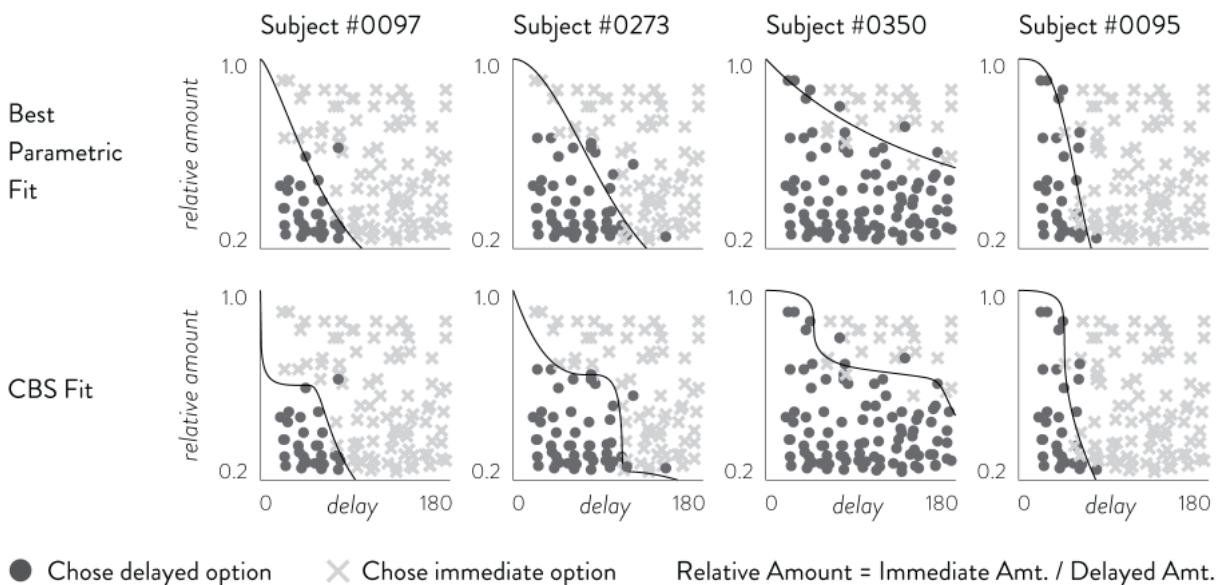 Subject #0097 Subject #0273 Subject #0350 Subject #0095
Best
Parametric
Fit
relative amount
1.0 1.0 1.0 1.0
0.2 0.2 0.2 0.2
CBS Fit
relative amount
1.0 1.0 1.0 1.0
0.2 0.2 0.2 0.2
0 delay 180 0 delay 180 0 delay 180 0 delay 180
Chose delayed option Chose immediate option Relative Amount = Immediate Amt. / Delayed Amt.